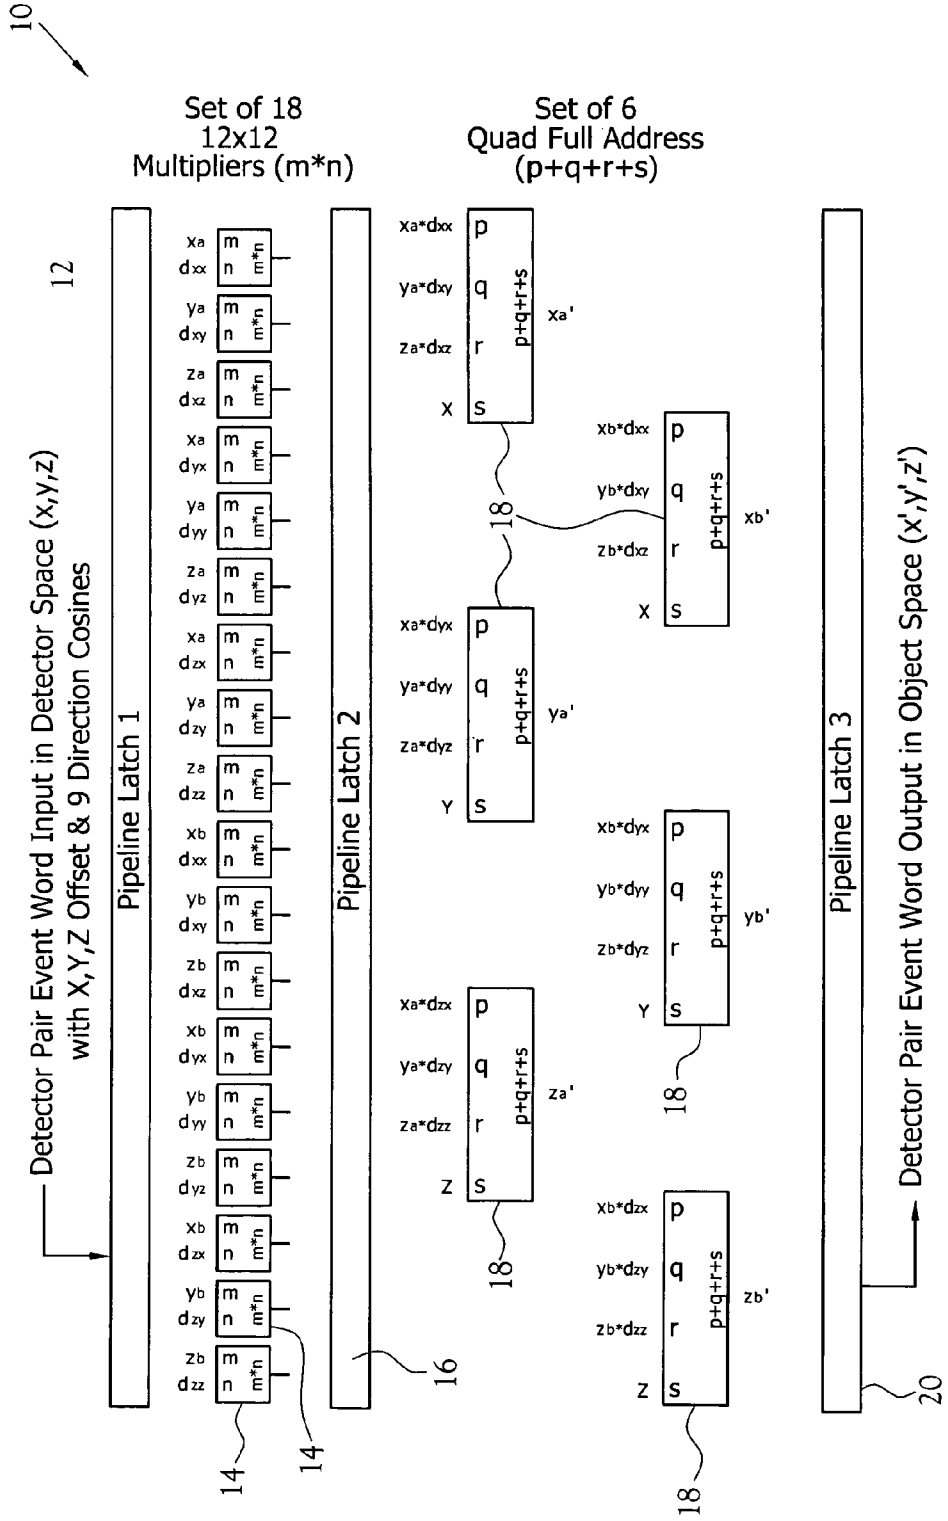 10
Detector Pair Event Word Input in Detector Space (x,y,z)
with X,Y,Z Offset & 9 Direction Cosines
12
Pipeline Latch 1
Set of 18
12x12
Multipliers (m*n)
zb yb xb zb yb xb zb yb xb za ya xa za ya xa za ya xa
dzz dzy dzx dyz dyy dyx dxz dxy dxx dzz dzy dzx dyz dyy dyx dxz dxy dxx
m m m m m m m m m m m m m m m m m m
n n n n n n n n n n n n n n n n n n
m*n m*n m*n m*n m*n m*n m*n m*n m*n m*n m*n m*n m*n m*n m*n m*n m*n m*n
14
14
Pipeline Latch 2
16
Set of 6
Quad Full Address
(p+q+r+s)
Z za*dzz ya*dzy xa*dzx
s r q p
p+q+r+s
za'
18
Y za*dyz ya*dyy xa*dyx
s r q p
p+q+r+s
ya'
18
X za*dxz ya*dxy xa*dxx
s r q p
p+q+r+s
xa'
Z zb*dzz yb*dzy xb*dzx
s r q p
p+q+r+s
zb'
18
Y zb*dyz yb*dyy xb*dyx
s r q p
p+q+r+s
yb'
18
X zb*dxz yb*dxy xb*dxx
s r q p
p+q+r+s
xb'
Pipeline Latch 3
20
Detector Pair Event Word Output in Object Space (x',y',z')